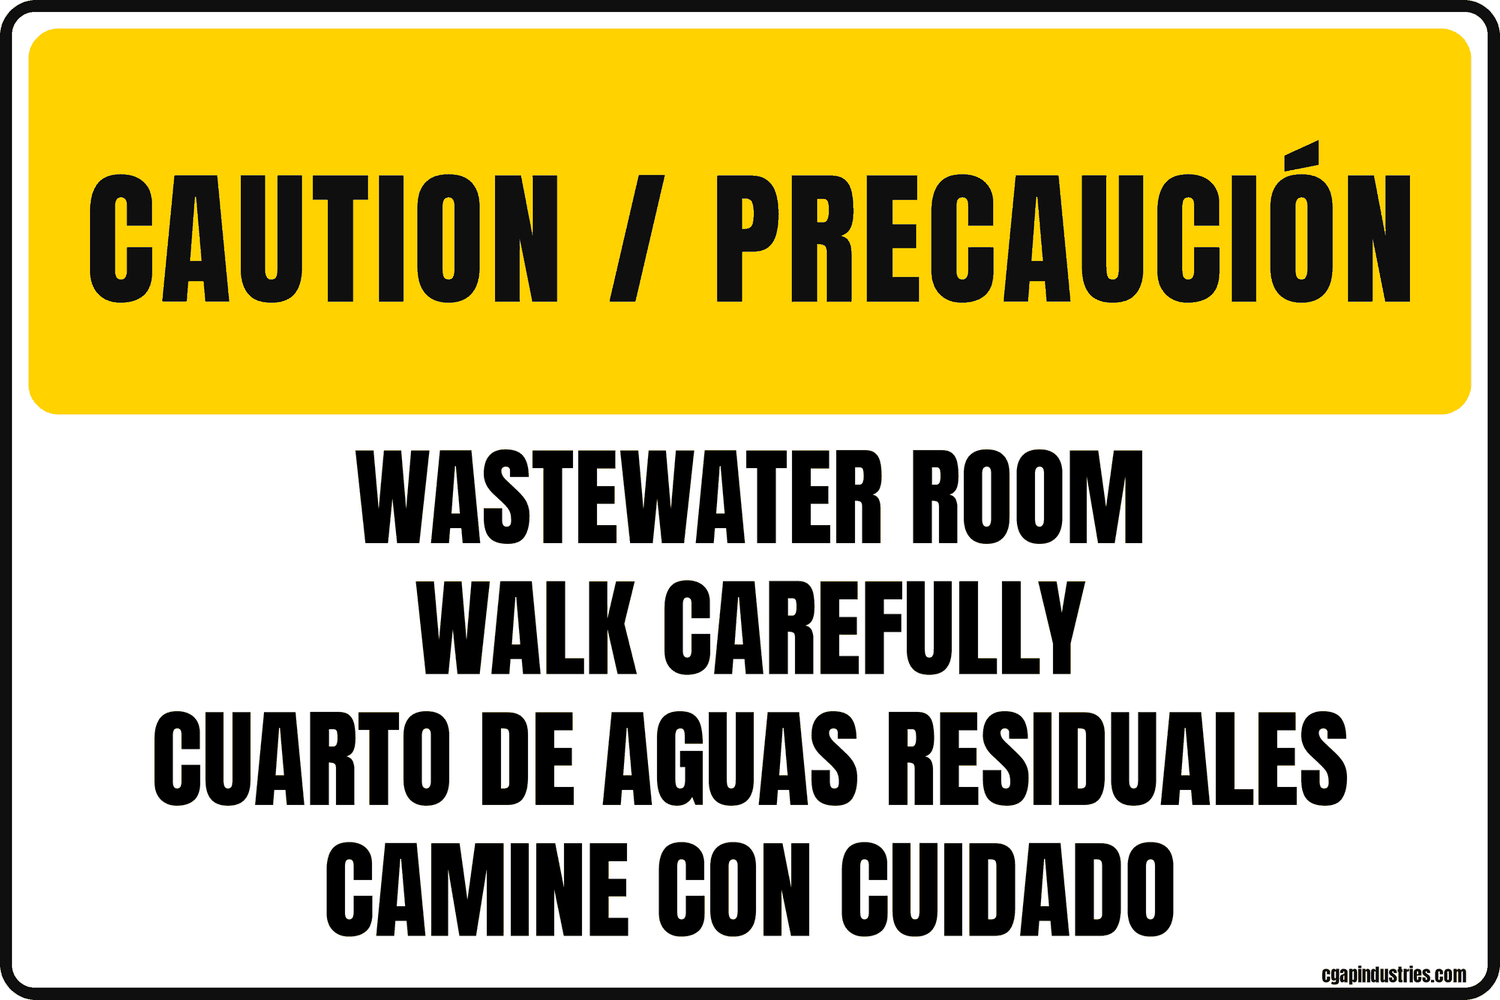 CAUTION / PRECAUCIÓN
WASTEWATER ROOM
WALK CAREFULLY
CUARTO DE AGUAS RESIDUALES
CAMINE CON CUIDADO
cgapindustries.com